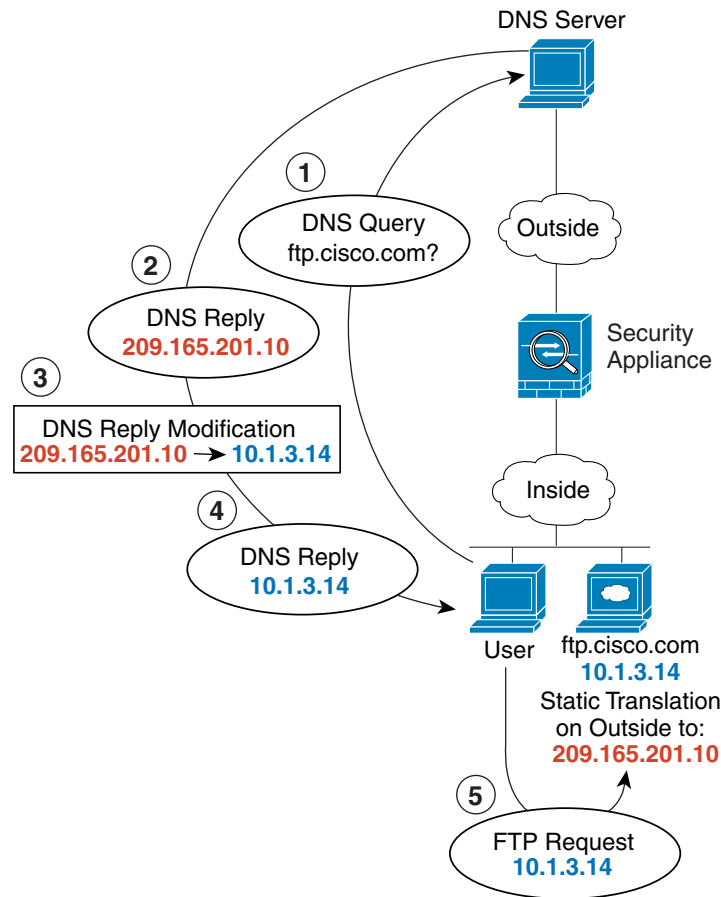 DNS Server
1
DNS Query
ftp.cisco.com?
Outside
2
DNS Reply
209.165.201.10
Security
Appliance
3
DNS Reply Modification
209.165.201.10 10.1.3.14
Inside
4
DNS Reply
10.1.3.14
User
ftp.cisco.com
10.1.3.14
Static Translation
on Outside to:
209.165.201.10
5
FTP Request
10.1.3.14